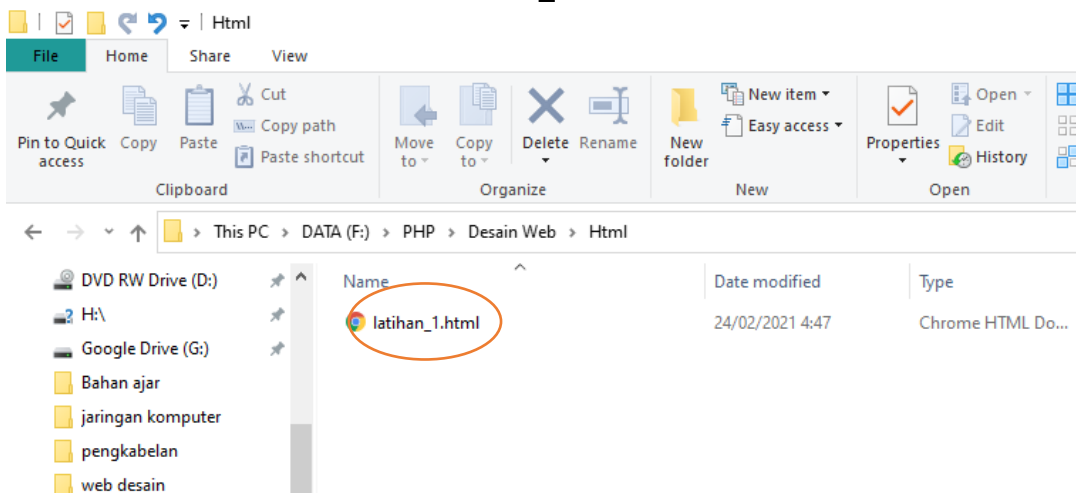 Html
File Home Share View
Pin to Quick access
Copy
Paste
Cut
Copy path
Paste shortcut
Clipboard
Move to
Copy to
Delete
Rename
Organize
New folder
New item
Easy access
New
Properties
Open
Edit
History
Open
This PC > DATA (F:) > PHP > Desain Web > Html
DVD RW Drive (D:)
H:\
Google Drive (G:)
Bahan ajar
jaringan komputer
pengkabelan
web desain
Name Date modified Type
latihan_1.html 24/02/2021 4:47 Chrome HTML Do...